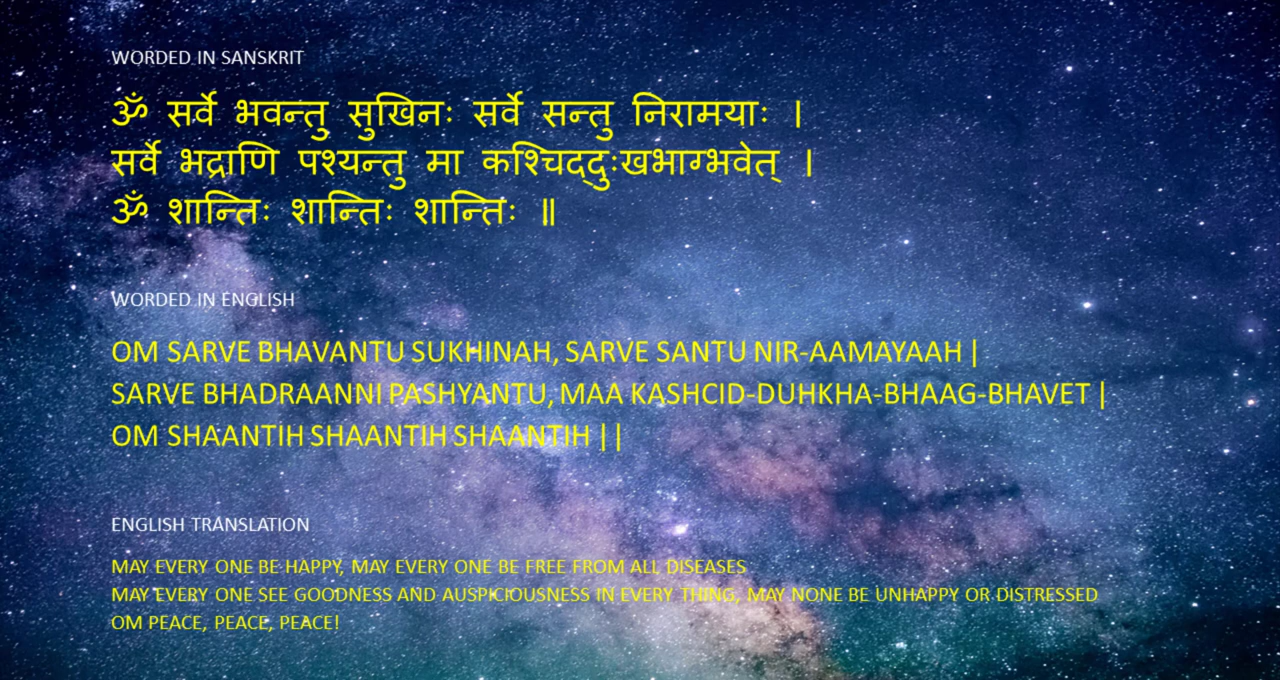 WORDED IN SANSKRIT
ॐ सर्वे भवन्तु सुखिनः सर्वे सन्तु निरामयाः ।
सर्वे भद्राणि पश्यन्तु मा कश्चिद्दुःखभाग्भवेत् ।
ॐ शान्तिः शान्तिः शान्तिः ॥
WORDED IN ENGLISH
OM SARVE BHAVANTU SUKHINAH, SARVE SANTU NIR-AAMAYAAH |
SARVE BHADRAANNI PASHYANTU, MAA KASHCID-DUHKHA-BHAAG-BHAVET |
OM SHAANTIH SHAANTIH SHAANTIH ||
ENGLISH TRANSLATION
MAY EVERY ONE BE HAPPY, MAY EVERY ONE BE FREE FROM ALL DISEASES
MAY EVERY ONE SEE GOODNESS AND AUSPICIOUSNESS IN EVERY THING, MAY NONE BE UNHAPPY OR DISTRESSED
OM PEACE, PEACE, PEACE!